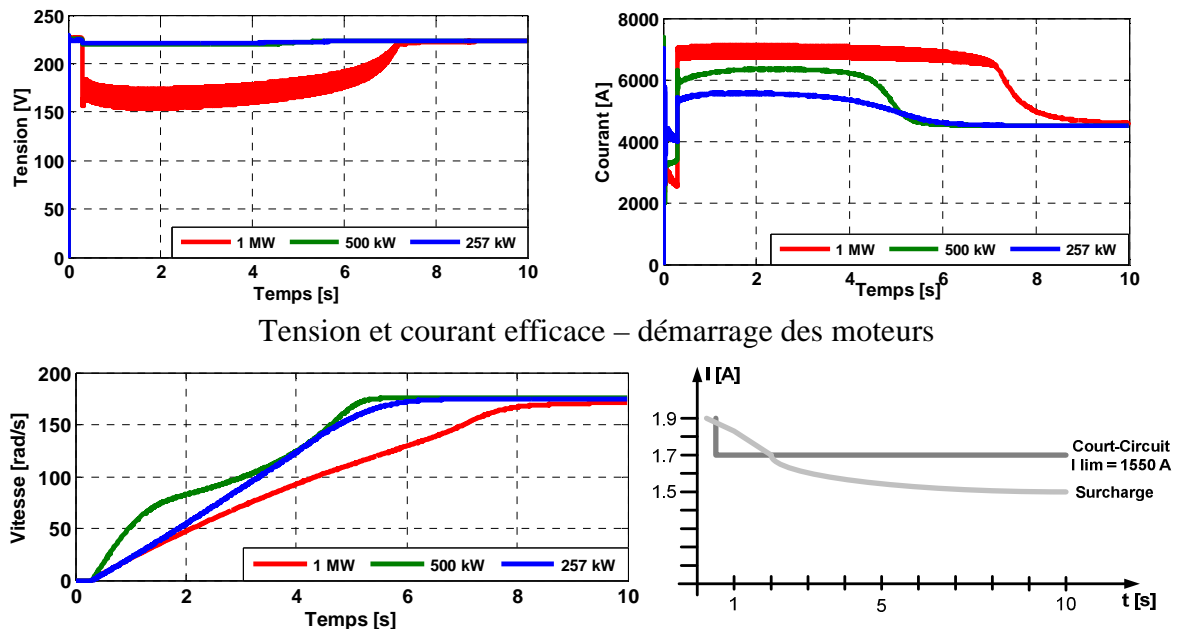 Tension [V]
250
200
150
100
50
0
0 2 4 6 8 10
Temps [s]
1 MW 500 kW 257 kW
Courant [A]
8000
6000
4000
2000
0
0 2 4 6 8 10
Temps [s]
1 MW 500 kW 257 kW
Tension et courant efficace – démarrage des moteurs
Vitesse [rad/s]
200
150
100
50
0
0 2 4 6 8 10
Temps [s]
1 MW 500 kW 257 kW
I [A]
1.9
1.7
1.5
Court-Circuit
I lim = 1550 A
Surcharge
1 5 10
t [s]